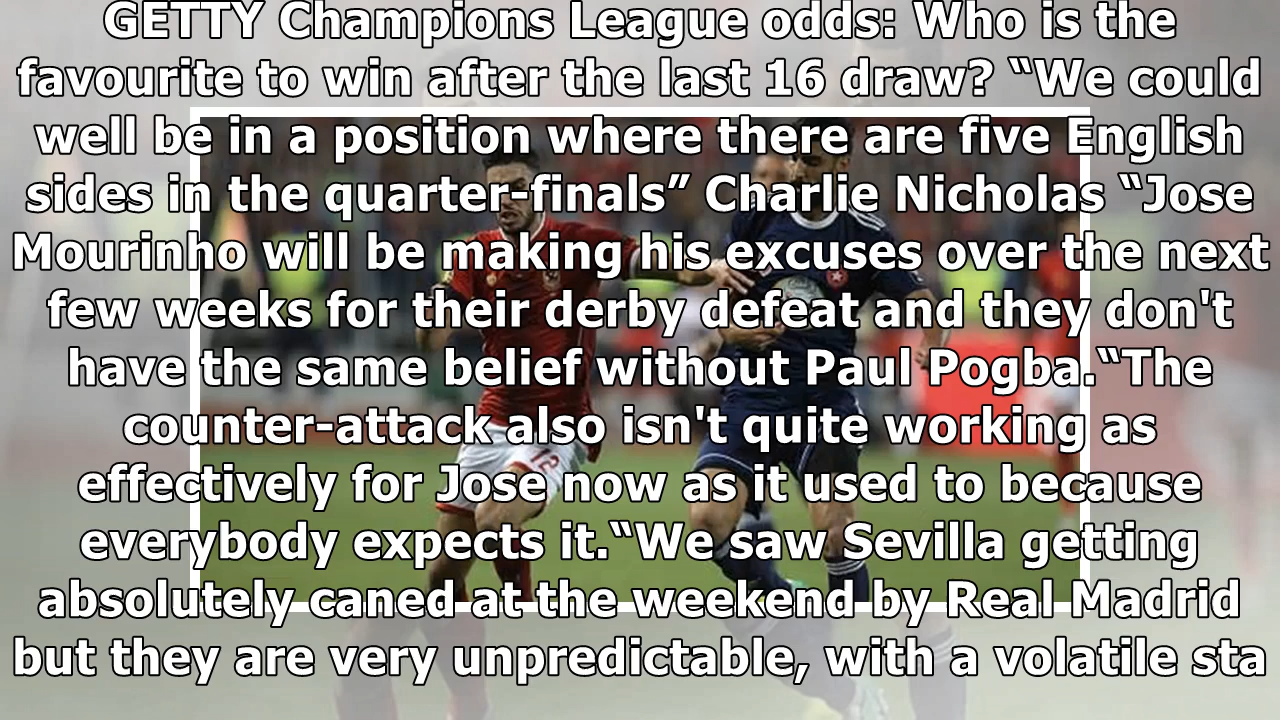 GETTY Champions League odds: Who is the
favourite to win after the last 16 draw? “We could
well be in a position where there are five English
sides in the quarter-finals” Charlie Nicholas “Jose
Mourinho will be making his excuses over the next
few weeks for their derby defeat and they don't
have the same belief without Paul Pogba.“The
counter-attack also isn't quite working as
effectively for Jose now as it used to because
everybody expects it.“We saw Sevilla getting
absolutely caned at the weekend by Real Madrid
but they are very unpredictable, with a volatile sta
12